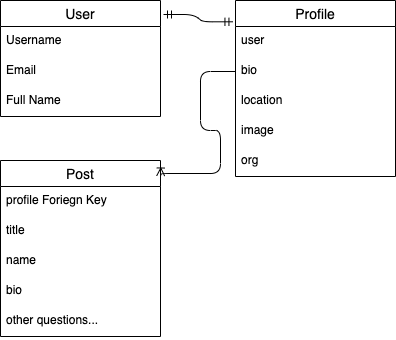 User
Username
Email
Full Name
Profile
user
bio
location
image
org
Post
profile Foriegn Key
title
name
bio
other questions...